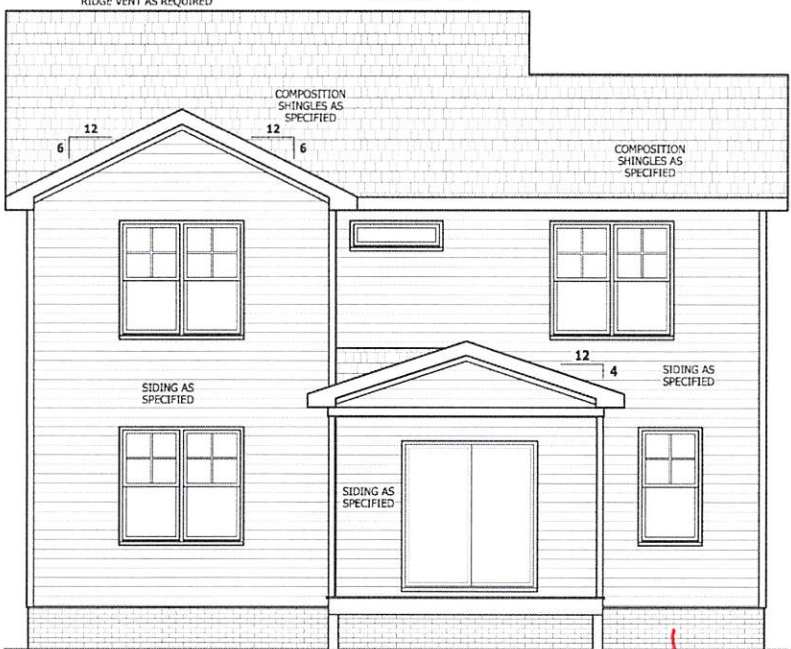 RIDGE VENT AS REQUIRED
COMPOSITION
SHINGLES AS
SPECIFIED
12
6
12
6
COMPOSITION
SHINGLES AS
SPECIFIED
12
4
SIDING AS
SPECIFIED
SIDING AS
SPECIFIED
SIDING AS
SPECIFIED